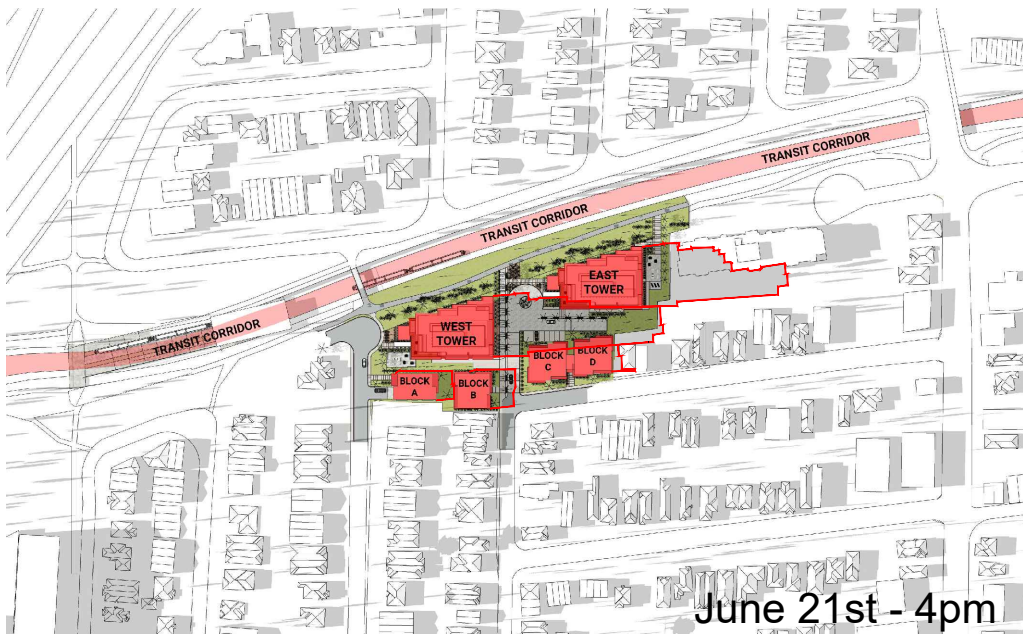 TRANSIT CORRIDOR
TRANSIT CORRIDOR
EAST
TOWER
WEST
TOWER
TRANSIT CORRIDOR
BLOCK
C
BLOCK
D
BLOCK
A
BLOCK
B
June 21st - 4pm